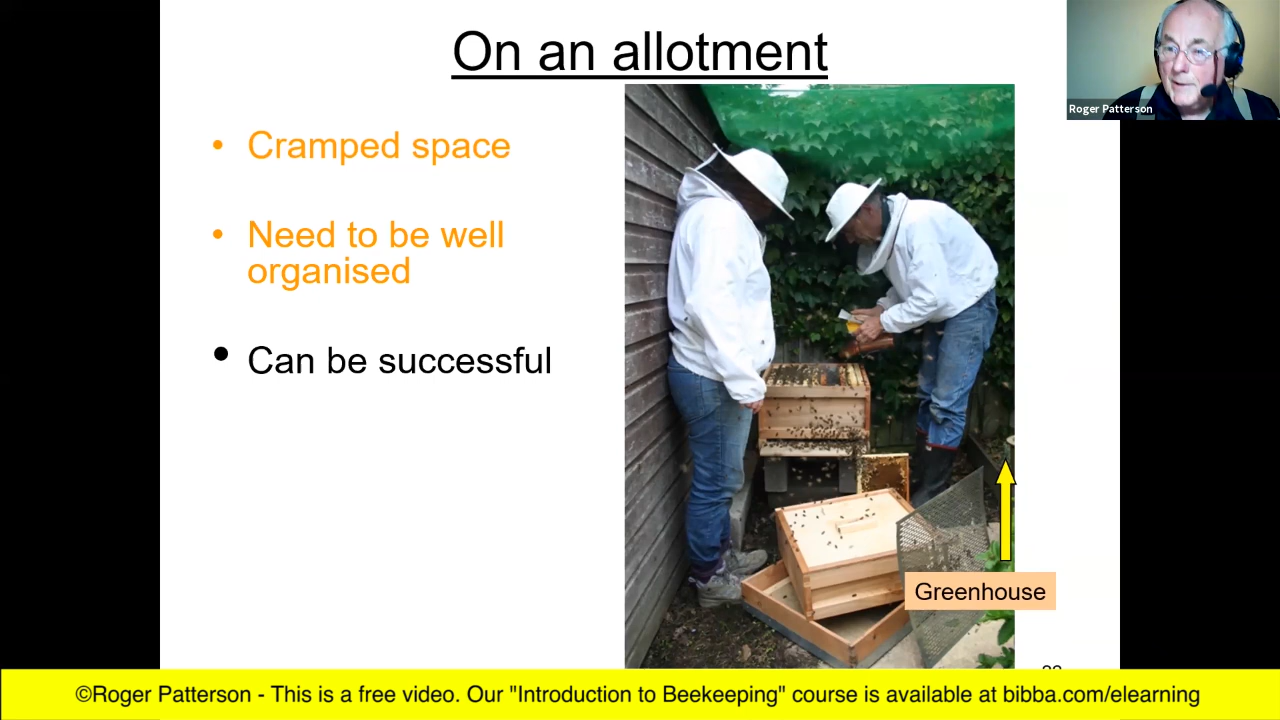 On an allotment
Roger Patterson
• Cramped space
• Need to be well
organised
• Can be successful
Greenhouse
©Roger Patterson - This is a free video. Our "Introduction to Beekeeping" course is available at bibba.com/elearning